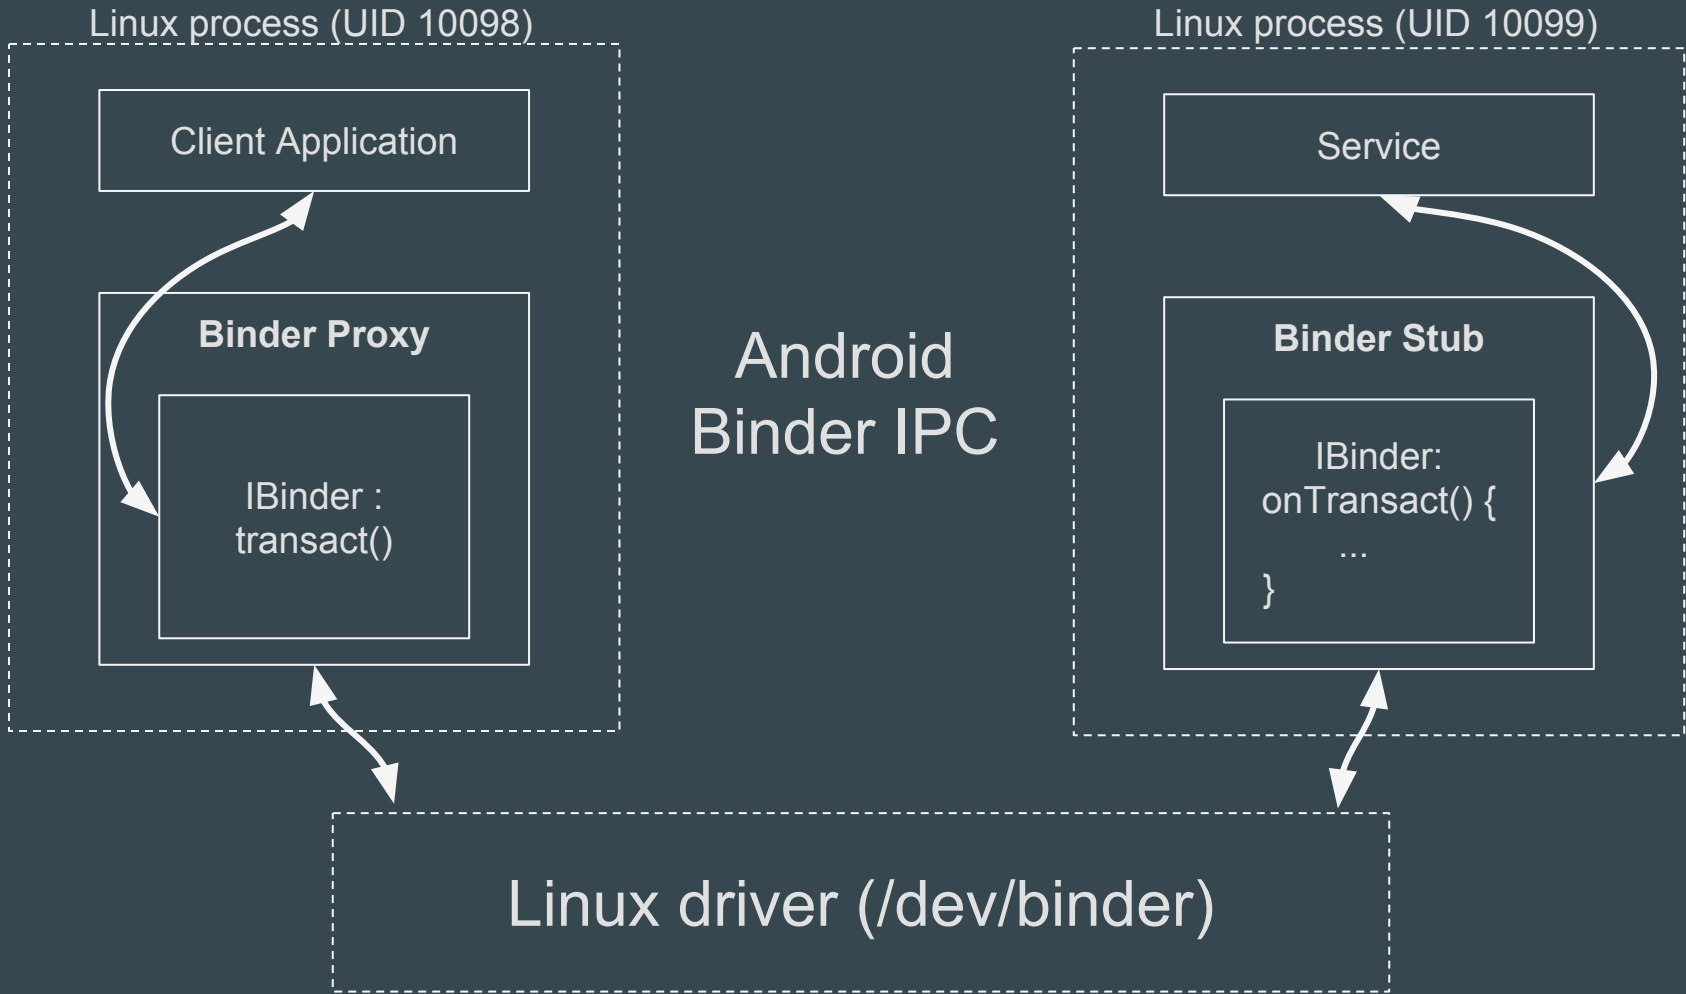 Linux process (UID 10098)
Client Application
Binder Proxy
IBinder :
transact()
Android
Binder IPC
Linux process (UID 10099)
Service
Binder Stub
IBinder:
onTransact() {
...
}
Linux driver (/dev/binder)